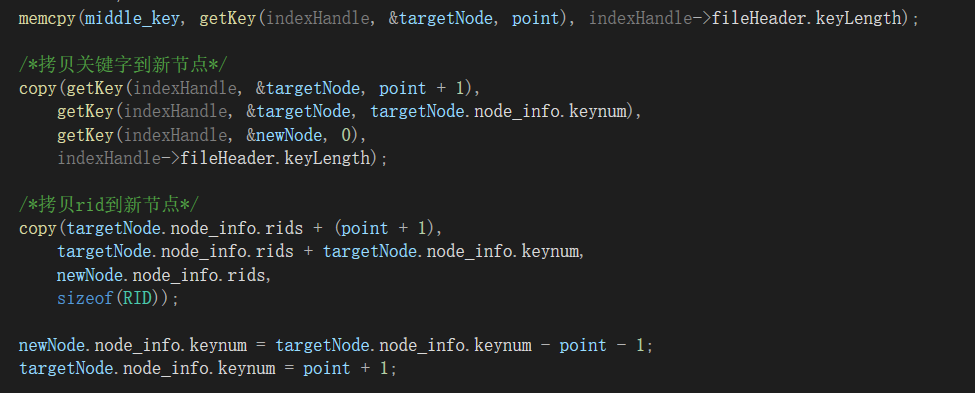 memcpy(middle_key, getKey(indexHandle, &targetNode, point), indexHandle->fileHeader.keyLength);
/*拷贝关键字到新节点*/
copy(getKey(indexHandle, &targetNode, point + 1),
getKey(indexHandle, &targetNode, targetNode.node_info.keynum),
getKey(indexHandle, &newNode, 0),
indexHandle->fileHeader.keyLength);
/*拷贝rid到新节点*/
copy(targetNode.node_info.rids + (point + 1),
targetNode.node_info.rids + targetNode.node_info.keynum,
newNode.node_info.rids,
sizeof(RID));
newNode.node_info.keynum = targetNode.node_info.keynum - point - 1;
targetNode.node_info.keynum = point + 1;